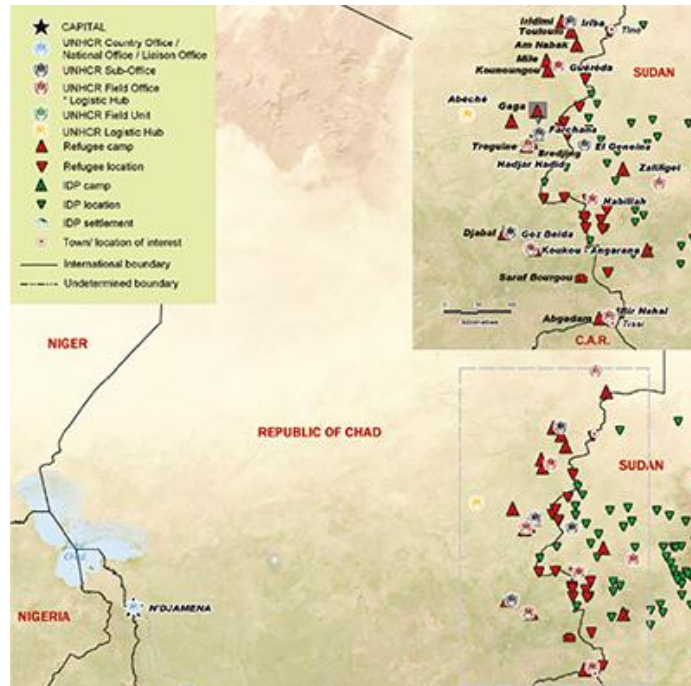 CAPITAL
UNHCR Country Office /
National Office / Liaison Office
UNHCR Sub-Office
UNHCR Field Office
* Logistic Hub
UNHCR Field Unit
UNHCR Logistic Hub
Refugee camp
Refugee location
IDP camp
IDP location
IDP settlement
Town/ location of interest
International boundary
Undetermined boundary
Iridimi
Iriba
Touloum
Tine
Am Nabak
Mile
Guéréda
Kounoungou
SUDAN
Abéché
Gaga
Farchana
Treguine
Bredjing
El Geneina
Hadjar Hadid
Zalingei
Habillah
Djabal
Goz Beida
Koukou - Angarana
Saraf Bourgou
kilometres
Abgadam
Bir Nahal
Tissi
C.A.R.
NIGER
REPUBLIC OF CHAD
SUDAN
Chad
NIGERIA
N'DJAMENA